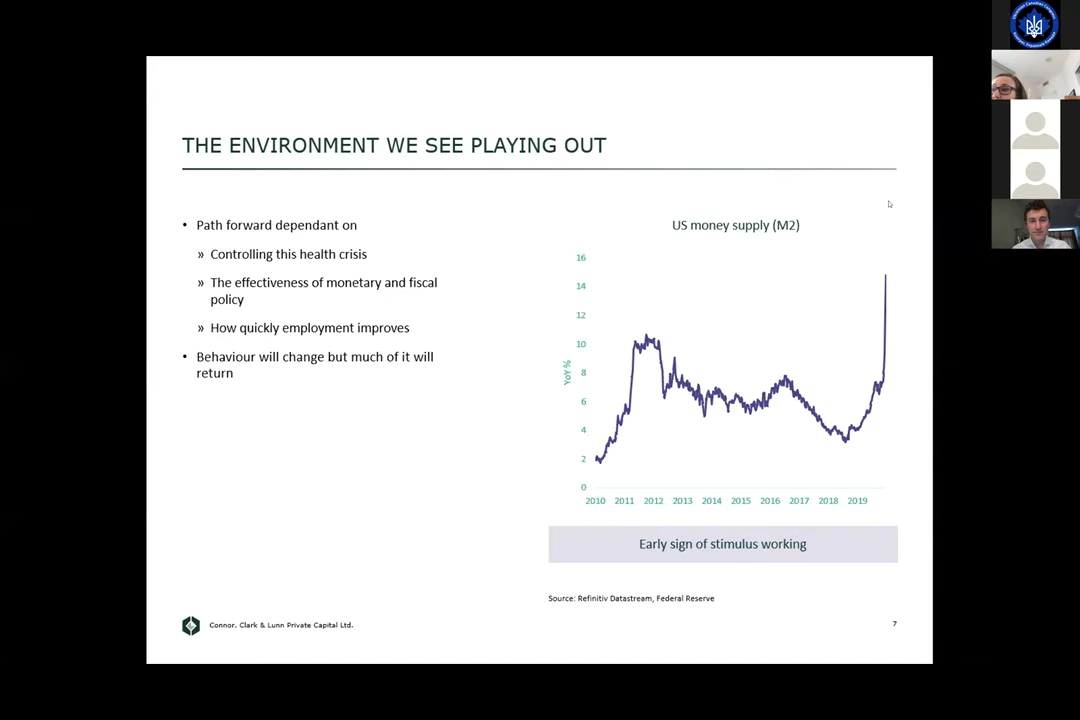 THE ENVIRONMENT WE SEE PLAYING OUT
• Path forward dependant on
» Controlling this health crisis
» The effectiveness of monetary and fiscal
policy
» How quickly employment improves
• Behaviour will change but much of it will
return
US money supply (M2)
16
14
12
10
8
6
4
2
0
YoY %
2010 2011 2012 2013 2014 2015 2016 2017 2018 2019
Early sign of stimulus working
Source: Refinitiv Datastream, Federal Reserve
Connor, Clark & Lunn Private Capital Ltd.
7